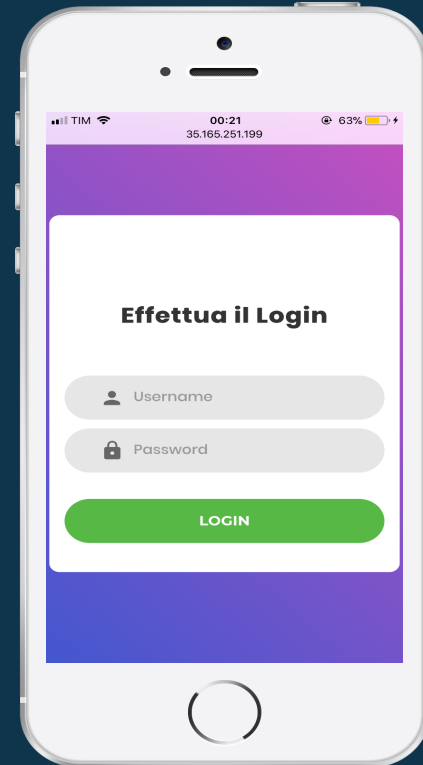 TIM 00:21 63%
35.165.251.199
Effettua il Login
Username
Password
LOGIN